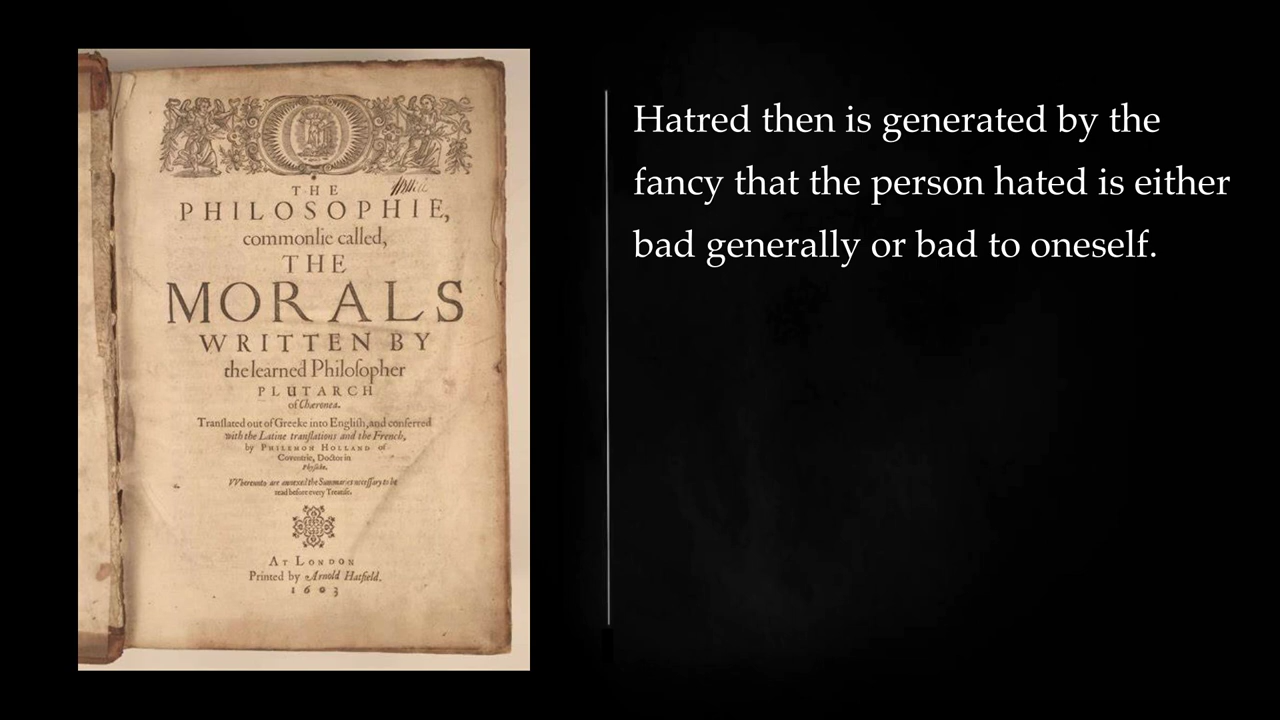 THE
PHILOSOPHIE,
commonlie called,
THE
MORALS
WRITTEN BY
the learned Philoſopher
PLUTARCH
of Chæronea.
Tranſlated out of Greeke into Engliſh, and conferred
with the Latine tranſlations and the French,
by PHILEMON HOLLAND of
Coventrie, Doctor in
Phyſicke.
VVhereunto are annexed the Summaries neceſſary to be
read before every Treatiſe.
AT LONDON
Printed by Arnold Hatfield.
1603
Hatred then is generated by the
fancy that the person hated is either
bad generally or bad to oneself.